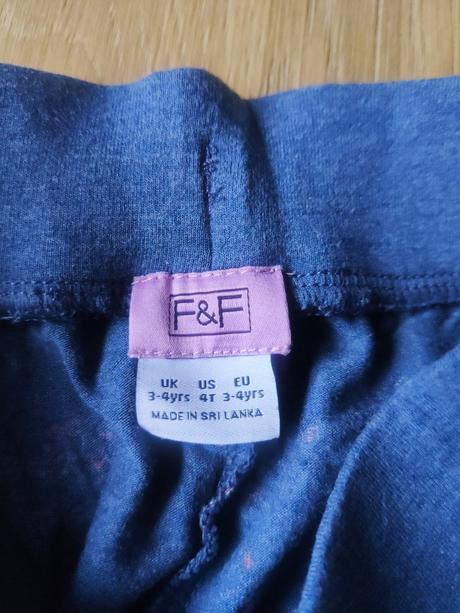 F&F
UK US EU
3-4yrs 4T 3-4yrs
MADE IN SRI LANKA